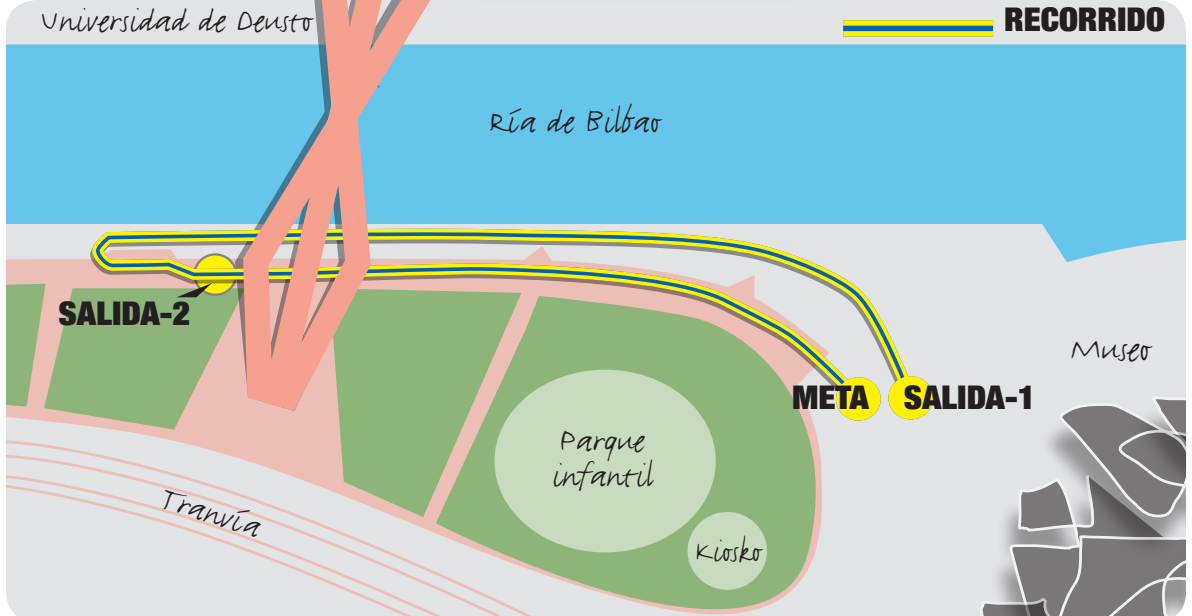 Universidad de Deusto
RECORRIDO
Ría de Bilbao
SALIDA-2
Museo
META
SALIDA-1
Parque
infantil
Tranvía
Kiosko